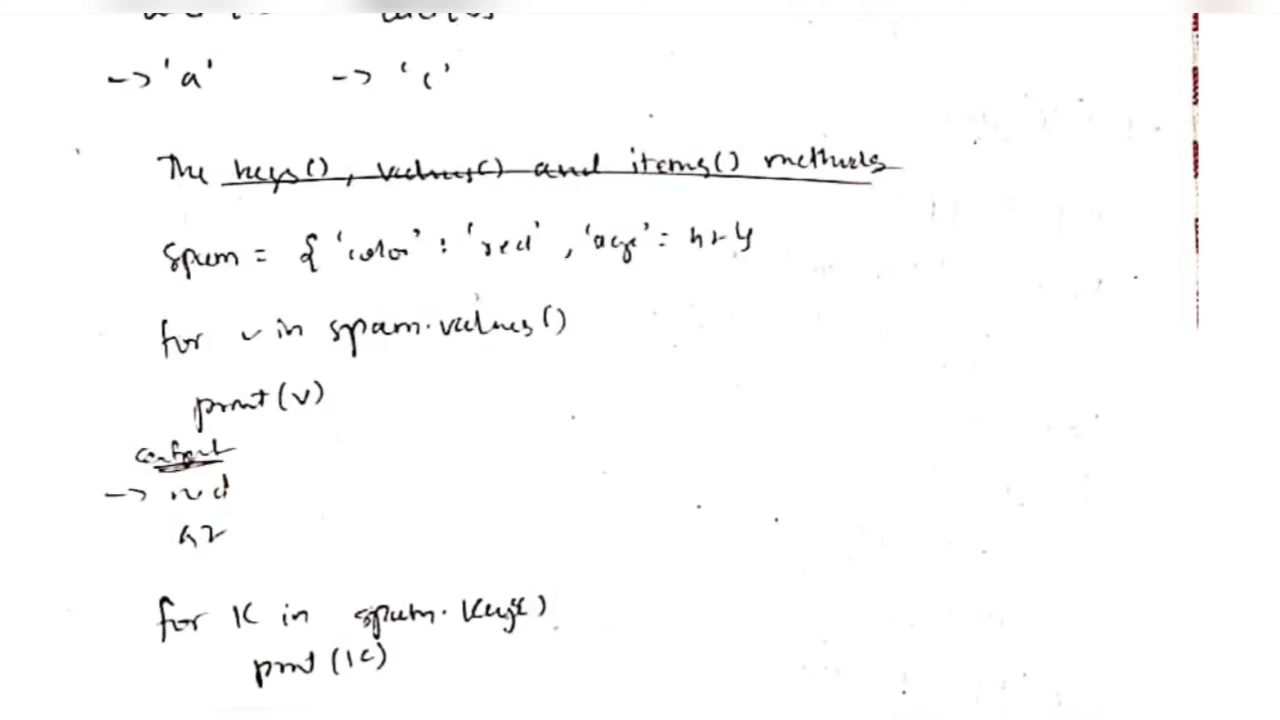 -> 'a' -> 'c'
The keys(), values() and items() methods
spam = { 'color' : 'red' , 'age' = 42 }
for v in spam.values()
print(v)
output
-> red
42
for K in spam.keys()
print(K)